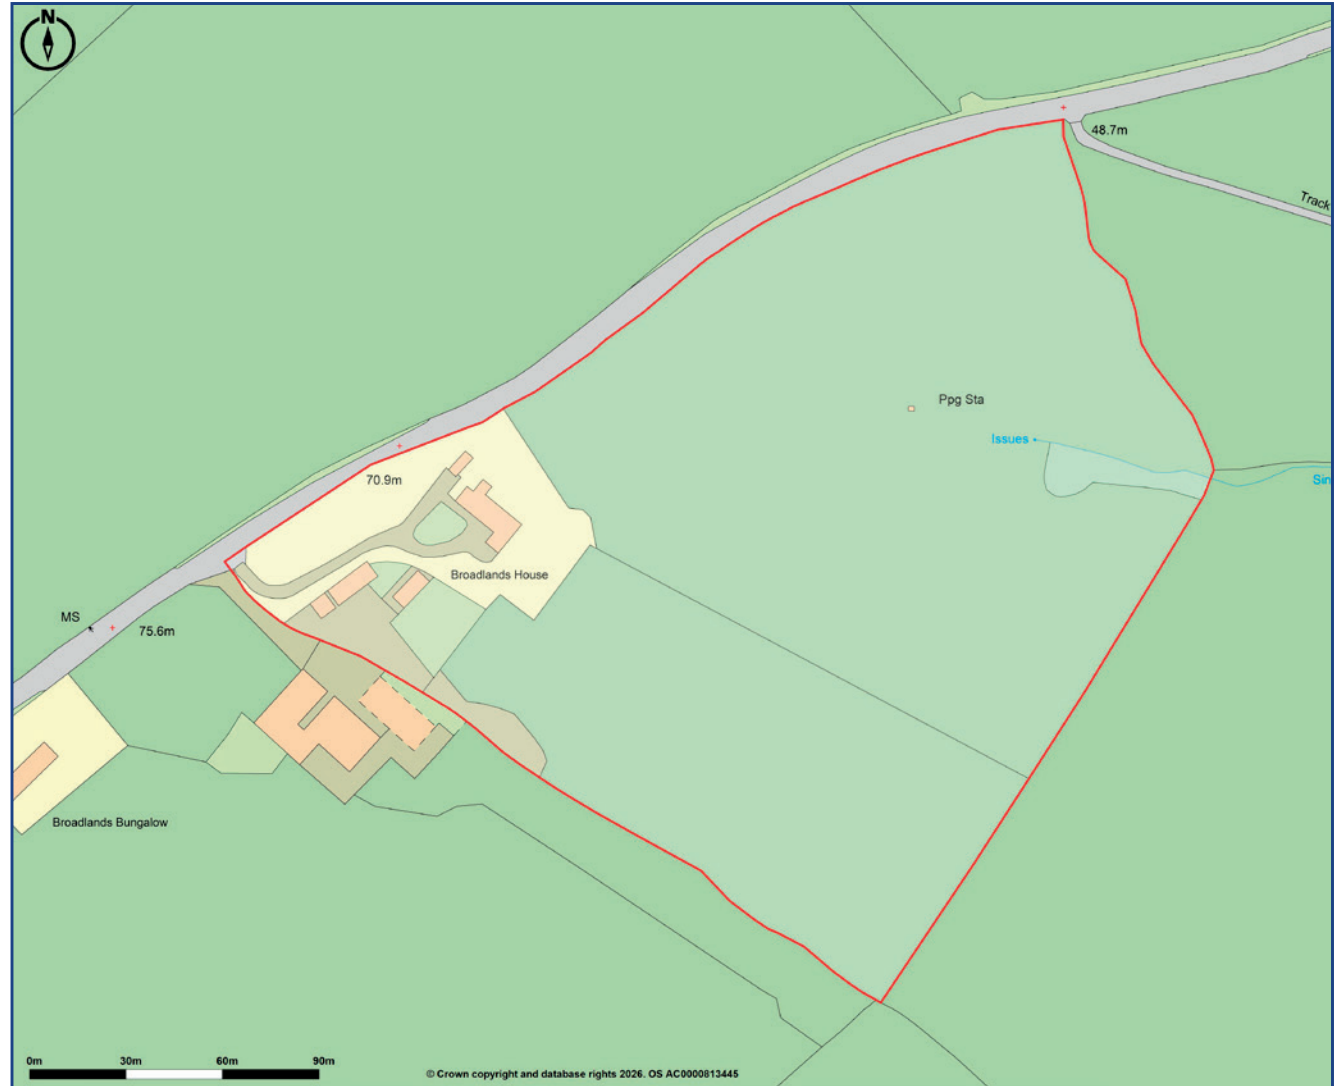 N
48.7m
Track
Ppg Sta
Issues
Sin
70.9m
Broadlands House
MS
75.6m
Broadlands Bungalow
0m 30m 60m 90m
© Crown copyright and database rights 2026. OS AC0000813445